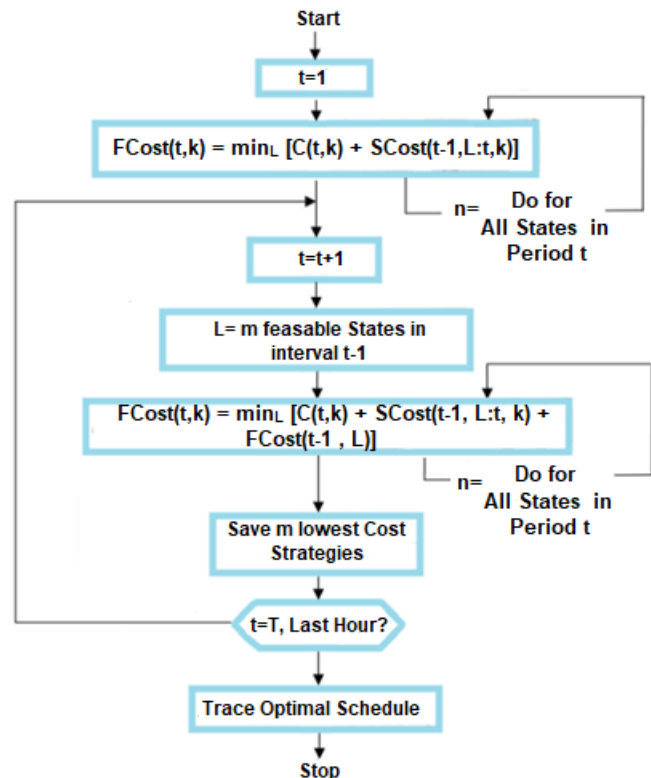 Start
t=1
FCost(t,k) = min_L [C(t,k) + SCost(t-1,L:t,k)]
n= Do for
All States in
Period t
t=t+1
L= m feasable States in
interval t-1
FCost(t,k) = min_L [C(t,k) + SCost(t-1, L:t, k) +
FCost(t-1 , L)]
n= Do for
All States in
Period t
Save m lowest Cost
Strategies
t=T, Last Hour?
Trace Optimal Schedule
Stop